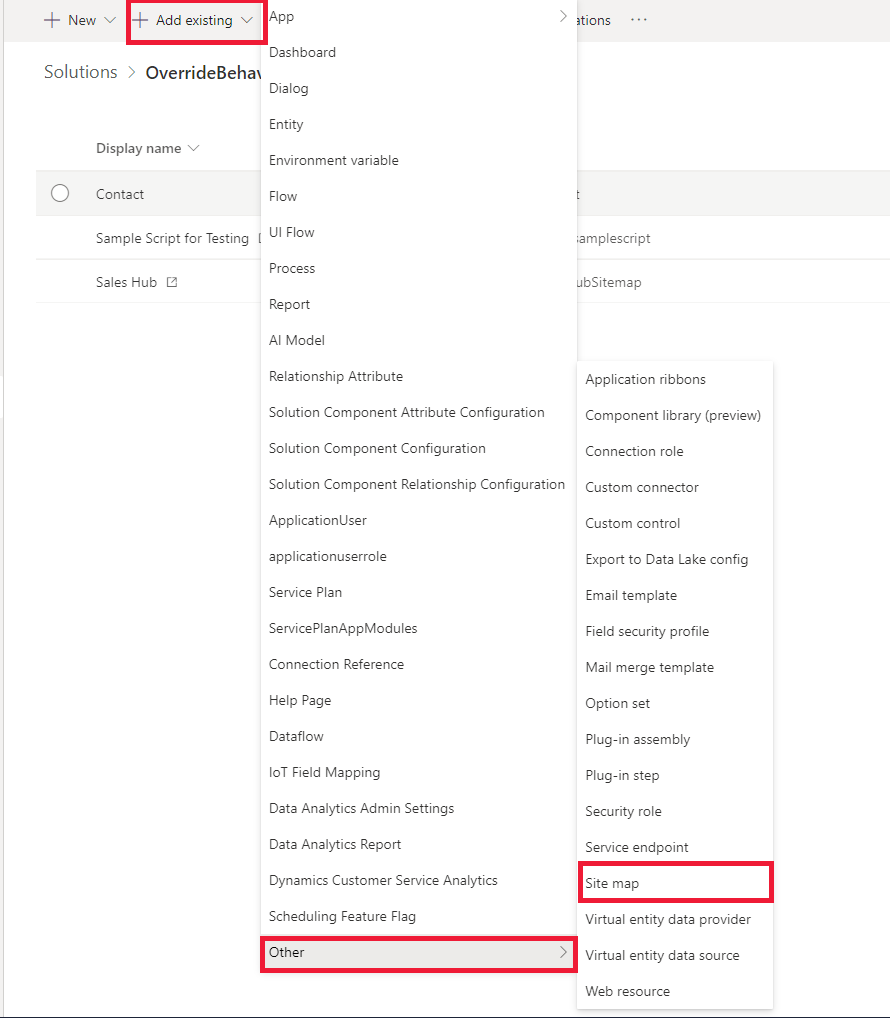 New
Add existing
ations
Solutions > OverrideBehav
Display name
Contact
t
Sample Script for Testing
samplescript
Sales Hub
ubSitemap
App
Dashboard
Dialog
Entity
Environment variable
Flow
UI Flow
Process
Report
AI Model
Relationship Attribute
Solution Component Attribute Configuration
Solution Component Configuration
Solution Component Relationship Configuration
ApplicationUser
applicationuserrole
Service Plan
ServicePlanAppModules
Connection Reference
Help Page
Dataflow
IoT Field Mapping
Data Analytics Admin Settings
Data Analytics Report
Dynamics Customer Service Analytics
Scheduling Feature Flag
Other
Application ribbons
Component library (preview)
Connection role
Custom connector
Custom control
Export to Data Lake config
Email template
Field security profile
Mail merge template
Option set
Plug-in assembly
Plug-in step
Security role
Service endpoint
Site map
Virtual entity data provider
Virtual entity data source
Web resource